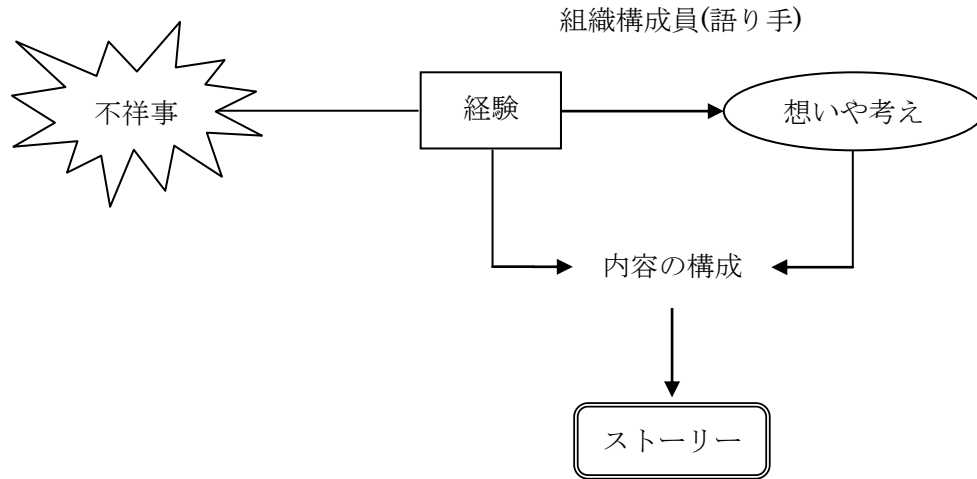 組織構成員(語り手)
不祥事
経験
想いや考え
内容の構成
ストーリー